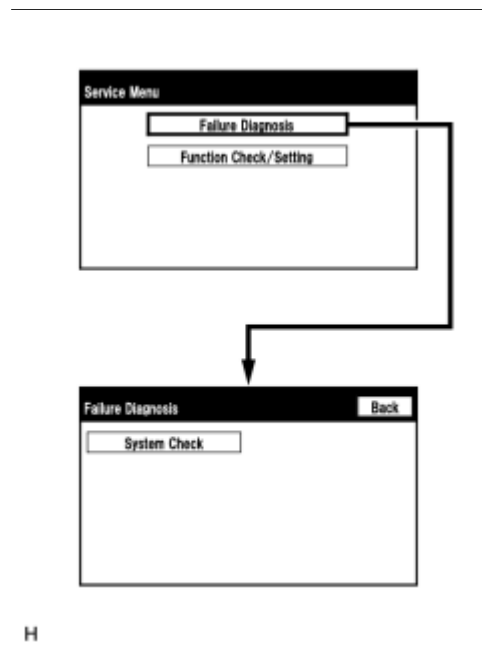 Service Menu
Failure Diagnosis
Function Check/Setting
Failure Diagnosis
Back
System Check
H